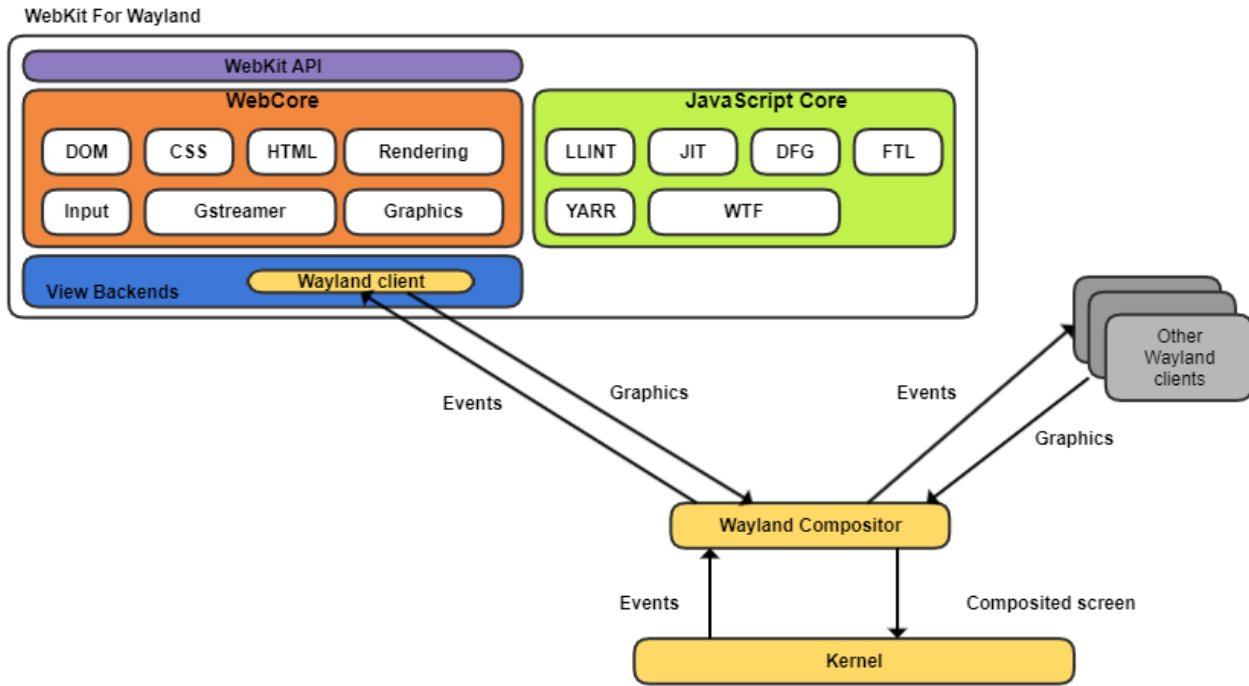 WebKit For Wayland
WebKit API
WebCore
DOM
CSS
HTML
Rendering
Input
Gstreamer
Graphics
JavaScript Core
LLINT
JIT
DFG
FTL
YARR
WTF
View Backends
Wayland client
Events
Graphics
Events
Graphics
Other
Wayland
clients
Wayland Compositor
Events
Composited screen
Kernel